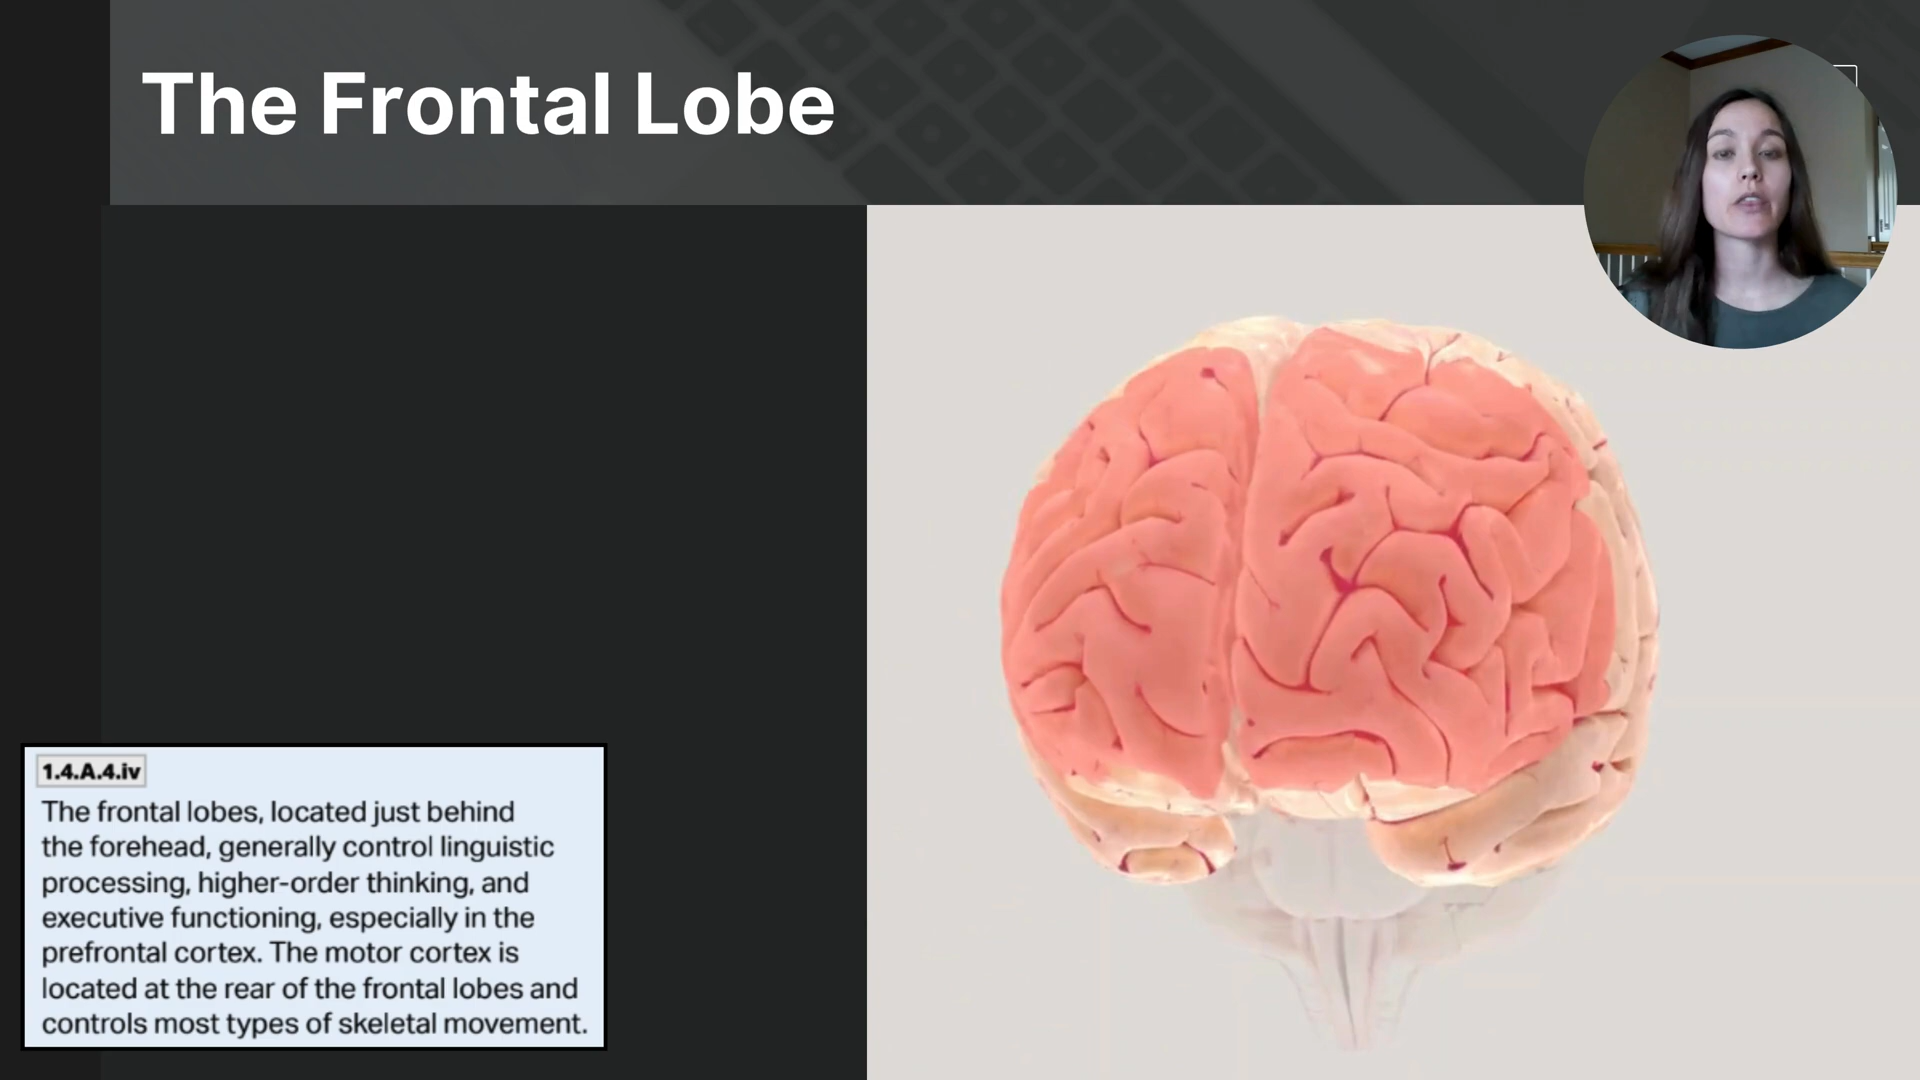 The Frontal Lobe
1.4.A.4.iv
The frontal lobes, located just behind
the forehead, generally control linguistic
processing, higher-order thinking, and
executive functioning, especially in the
prefrontal cortex. The motor cortex is
located at the rear of the frontal lobes and
controls most types of skeletal movement.